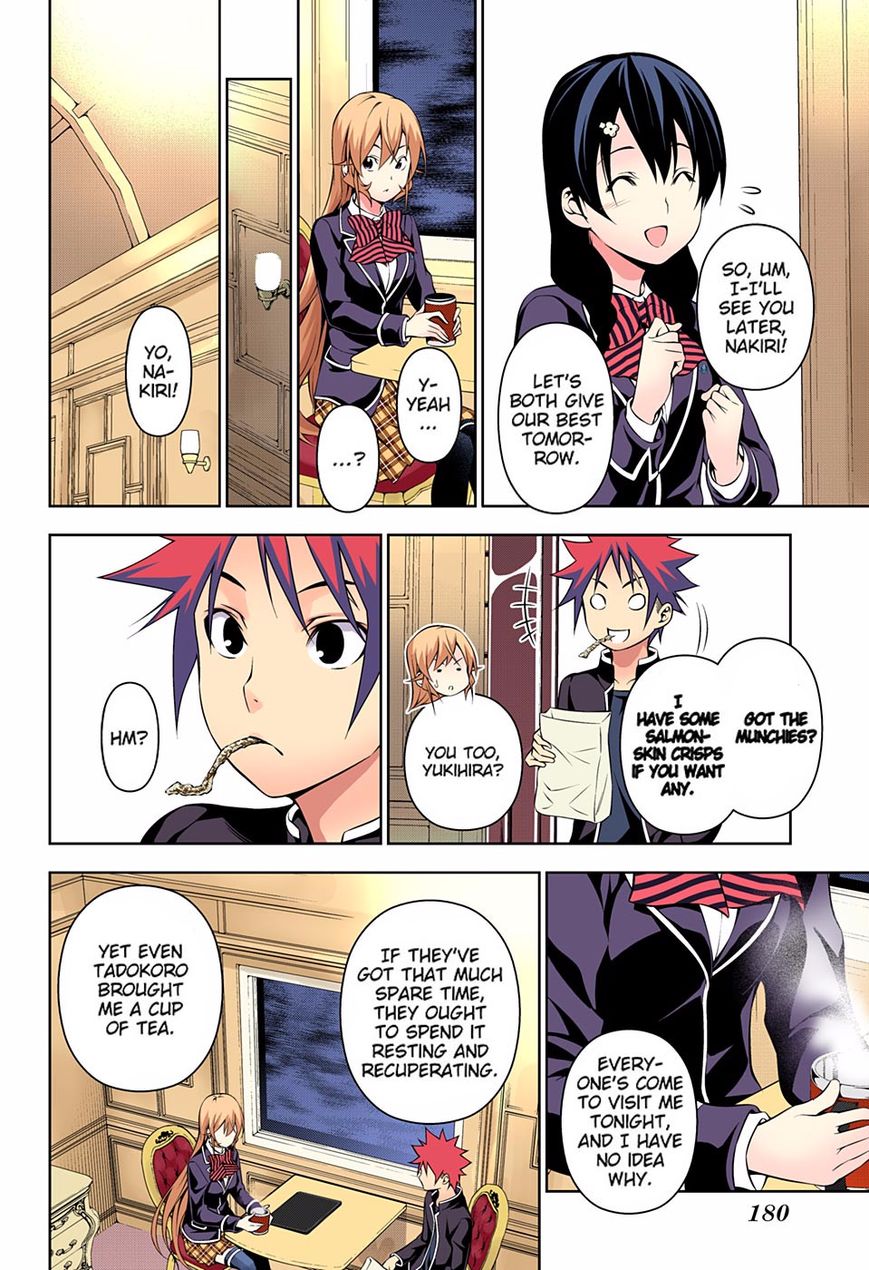 SO, UM,
I-I'LL
SEE YOU
LATER,
NAKIRI!
LET'S
BOTH GIVE
OUR BEST
TOMOR-
ROW.
Y-
YEAH
...
...?
YO,
NA-
KIRI!
GOT THE
MUNCHIES?
I
HAVE SOME
SALMON-
SKIN CRISPS
IF YOU WANT
ANY.
YOU TOO,
YUKIHIRA?
HM?
EVERY-
ONE'S COME
TO VISIT ME
TONIGHT,
AND I HAVE
NO IDEA
WHY.
IF THEY'VE
GOT THAT MUCH
SPARE TIME,
THEY OUGHT
TO SPEND IT
RESTING AND
RECUPERATING.
YET EVEN
TADOKORO
BROUGHT
ME A CUP
OF TEA.
180